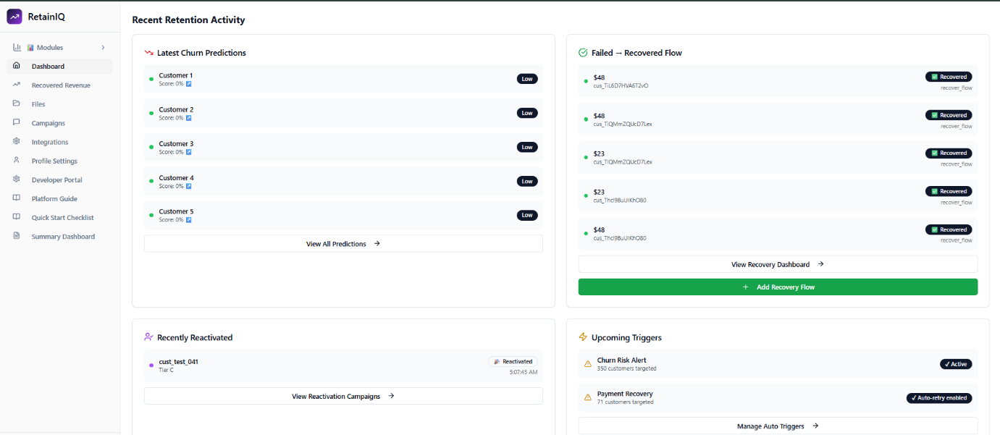 RetainIQ
Modules
Dashboard
Recovered Revenue
Files
Campaigns
Integrations
Profile Settings
Developer Portal
Platform Guide
Quick Start Checklist
Summary Dashboard
Recent Retention Activity
Latest Churn Predictions
Customer 1
Score: 0%
Low
Customer 2
Score: 0%
Low
Customer 3
Score: 0%
Low
Customer 4
Score: 0%
Low
Customer 5
Score: 0%
Low
View All Predictions →
Failed → Recovered Flow
$48
cus_TiL6D7HVA6T2vO
✅ Recovered
recover_flow
$48
cus_TiQMmZQUcD7Lex
✅ Recovered
recover_flow
$23
cus_TiQMmZQUcD7Lex
✅ Recovered
recover_flow
$23
cus_Thcl9BuUIKhO80
✅ Recovered
recover_flow
$48
cus_Thcl9BuUIKhO80
✅ Recovered
recover_flow
View Recovery Dashboard →
+ Add Recovery Flow
Recently Reactivated
cust_test_041
Tier C
🎉 Reactivated
5:07:45 AM
View Reactivation Campaigns →
Upcoming Triggers
Churn Risk Alert
350 customers targeted
✓ Active
Payment Recovery
71 customers targeted
✓ Auto-retry enabled
Manage Auto Triggers →